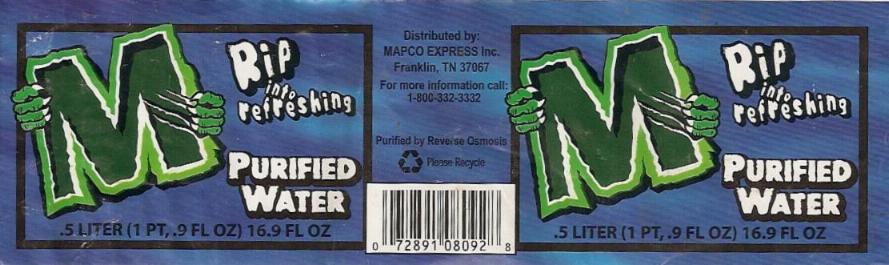 M
Rip
into
refreshing
PURIFIED
WATER
.5 LITER (1 PT, .9 FL OZ) 16.9 FL OZ
Distributed by:
MAPCO EXPRESS Inc.
Franklin, TN 37067
For more information call:
1-800-332-3332
Purified by Reverse Osmosis
Please Recycle
0 72891 08092 8
M
Rip
into
refreshing
PURIFIED
WATER
.5 LITER (1 PT, .9 FL OZ) 16.9 FL OZ